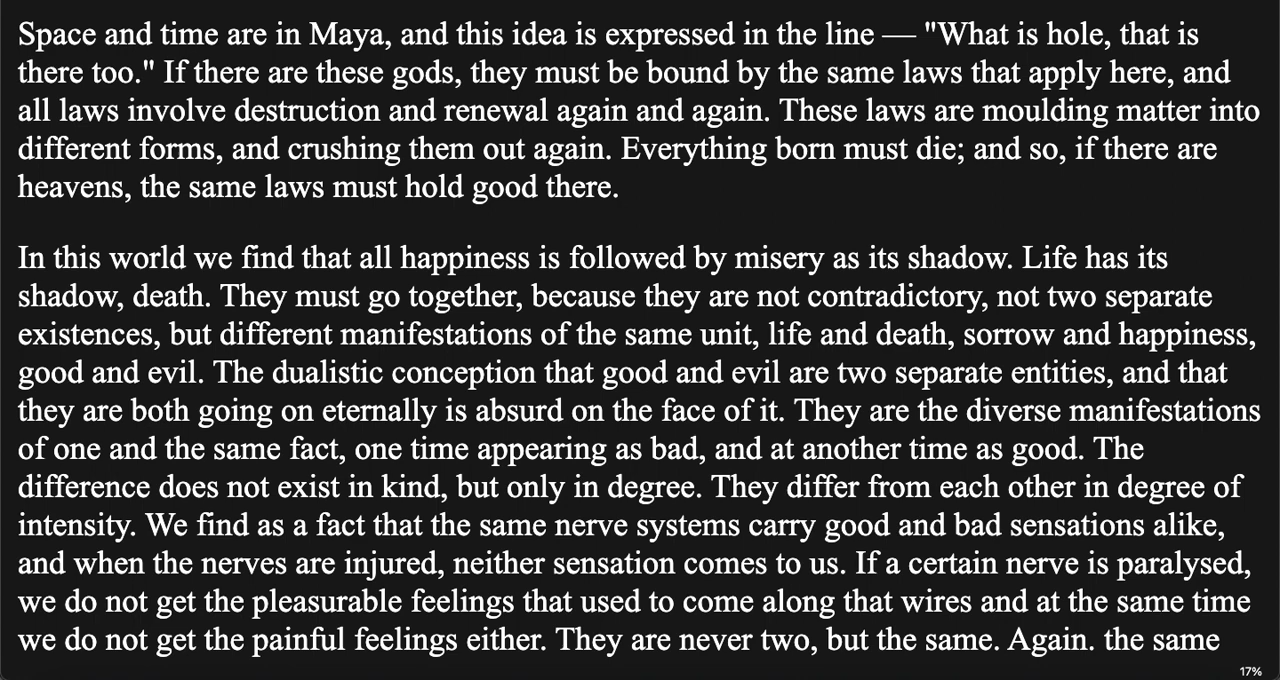 Space and time are in Maya, and this idea is expressed in the line — "What is hole, that is
there too." If there are these gods, they must be bound by the same laws that apply here, and
all laws involve destruction and renewal again and again. These laws are moulding matter into
different forms, and crushing them out again. Everything born must die; and so, if there are
heavens, the same laws must hold good there.
In this world we find that all happiness is followed by misery as its shadow. Life has its
shadow, death. They must go together, because they are not contradictory, not two separate
existences, but different manifestations of the same unit, life and death, sorrow and happiness,
good and evil. The dualistic conception that good and evil are two separate entities, and that
they are both going on eternally is absurd on the face of it. They are the diverse manifestations
of one and the same fact, one time appearing as bad, and at another time as good. The
difference does not exist in kind, but only in degree. They differ from each other in degree of
intensity. We find as a fact that the same nerve systems carry good and bad sensations alike,
and when the nerves are injured, neither sensation comes to us. If a certain nerve is paralysed,
we do not get the pleasurable feelings that used to come along that wires and at the same time
we do not get the painful feelings either. They are never two, but the same. Again. the same
17%